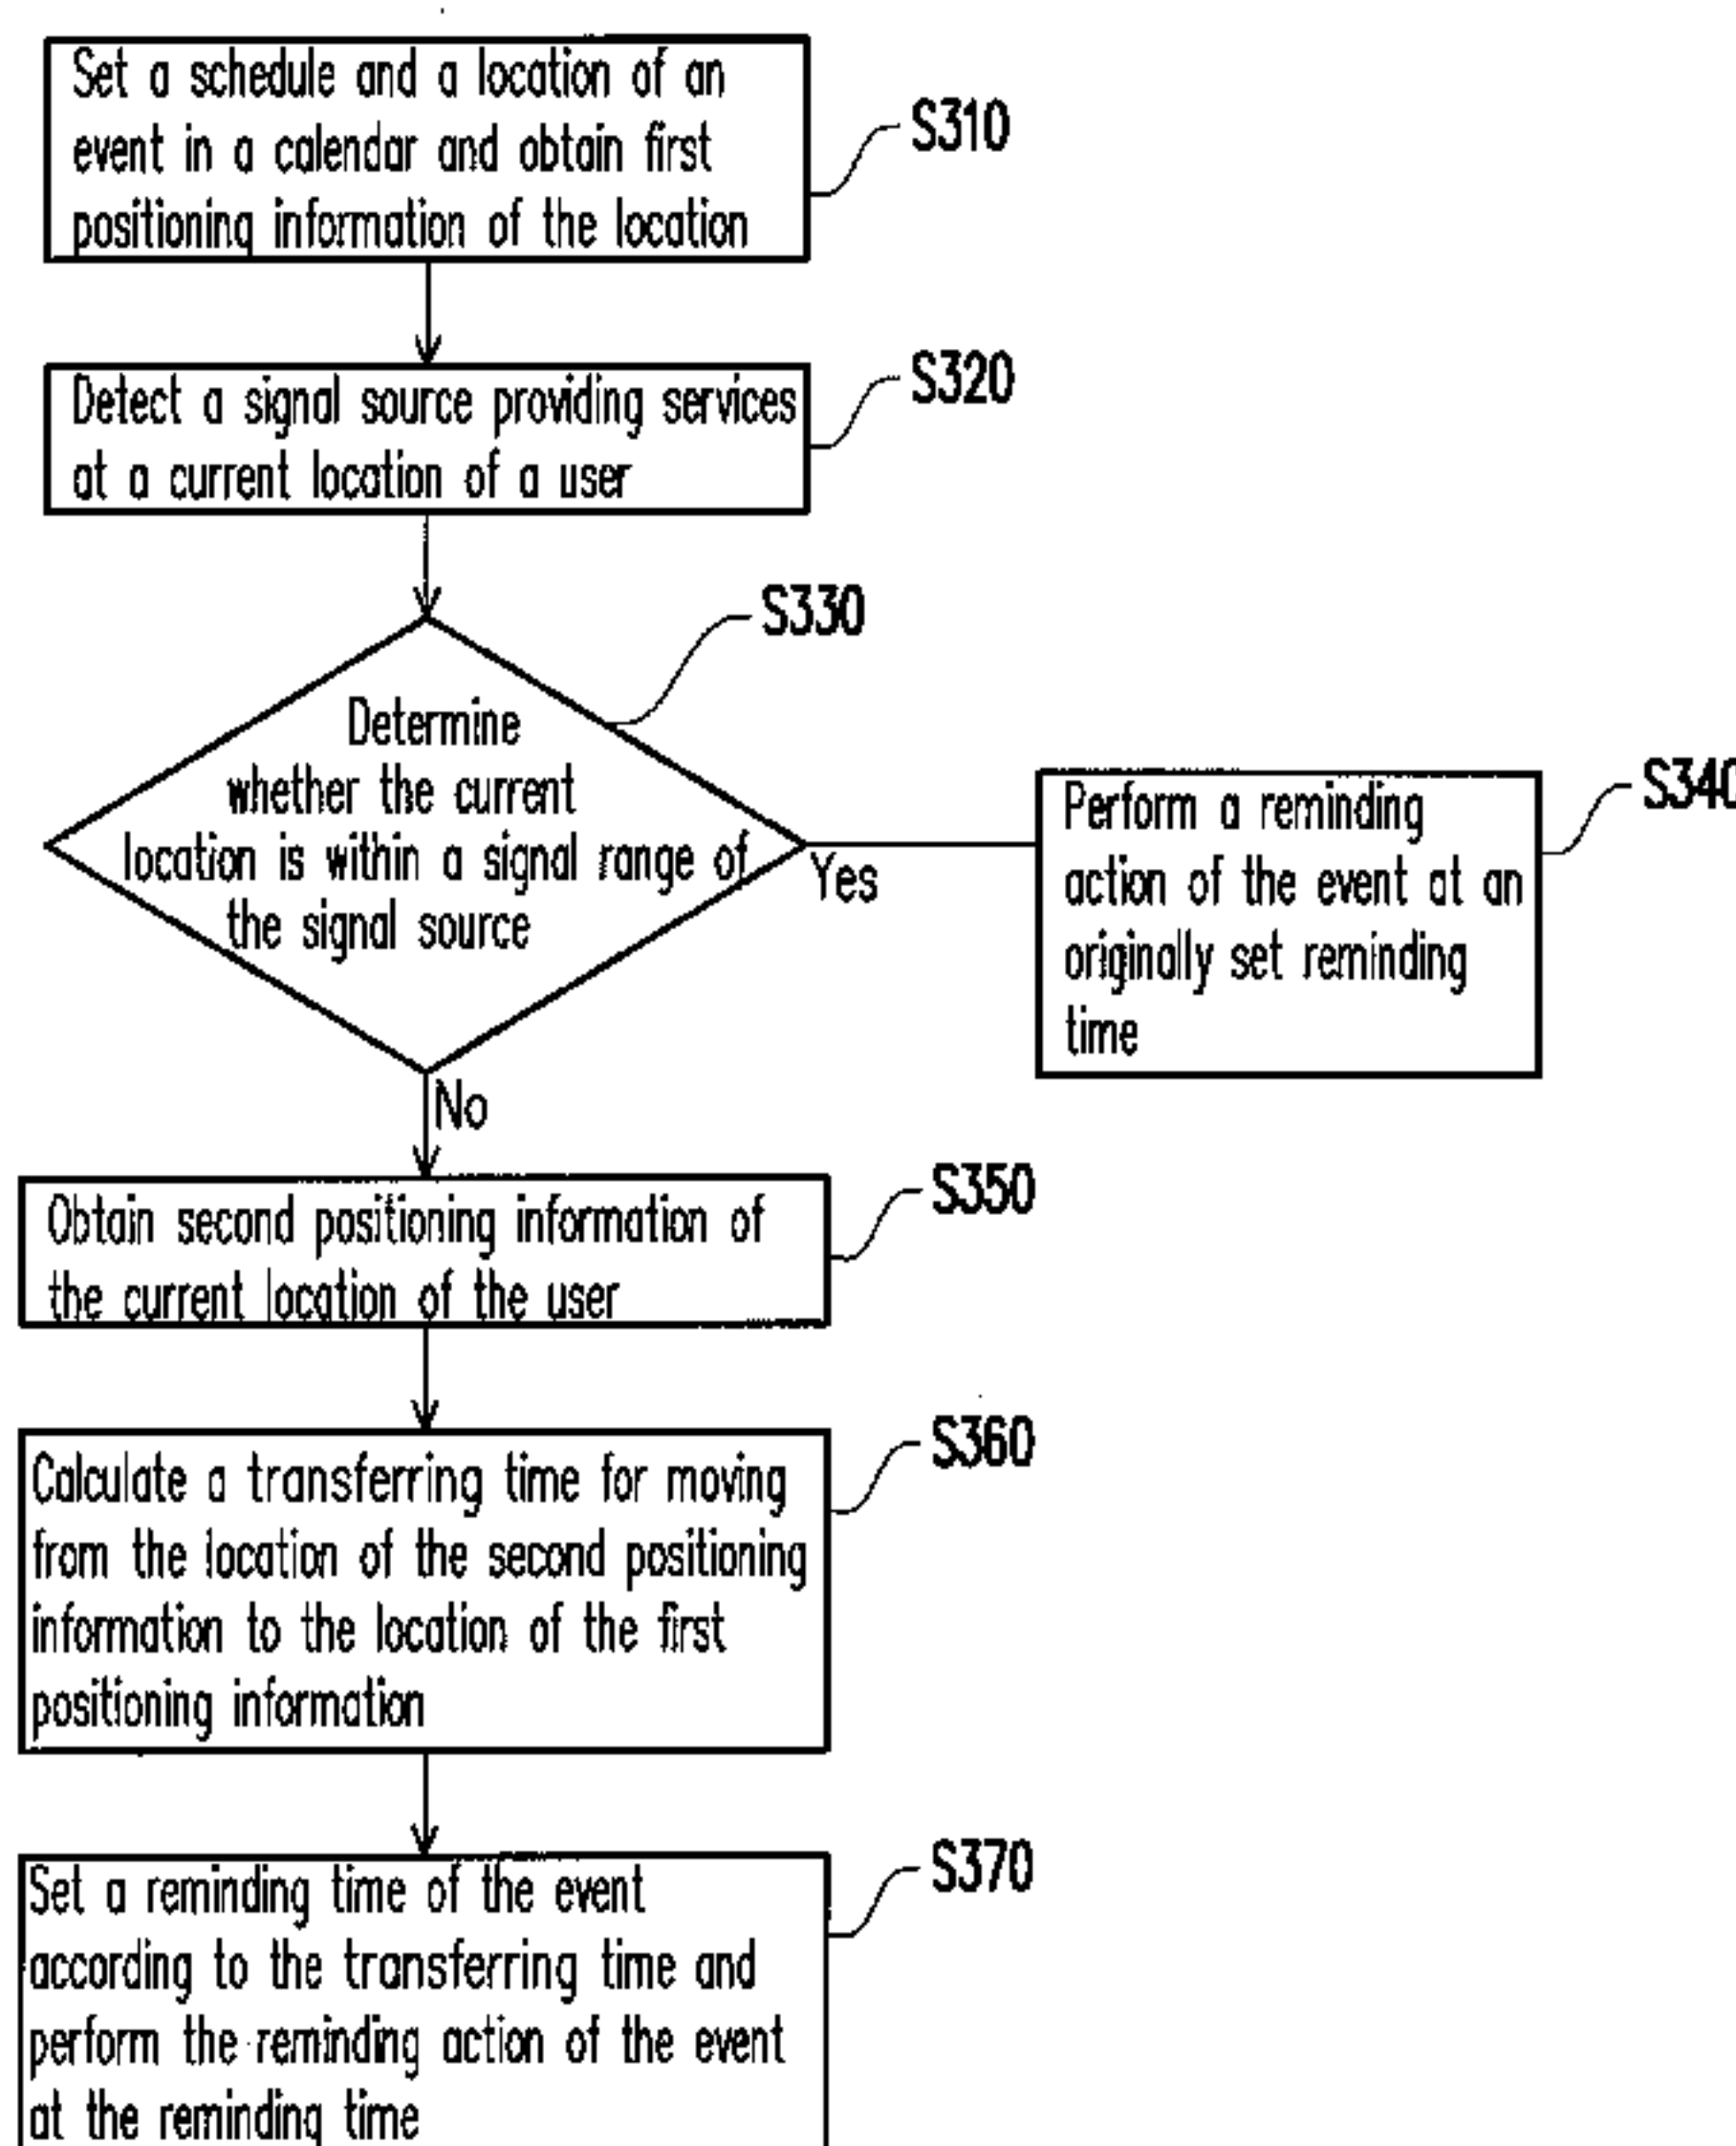 Set a schedule and a location of an
event in a calendar and obtain first
positioning information of the location
S310
Detect a signal source providing services
at a current location of a user
S320
S330
Determine
whether the current
location is within a signal range of
the signal source
Yes
S340
Perform a reminding
action of the event at an
originally set reminding
time
No
Obtain second positioning information of
the current location of the user
S350
Calculate a transferring time for moving
from the location of the second positioning
information to the location of the first
positioning information
S360
Set a reminding time of the event
according to the transferring time and
perform the reminding action of the event
at the reminding time
S370